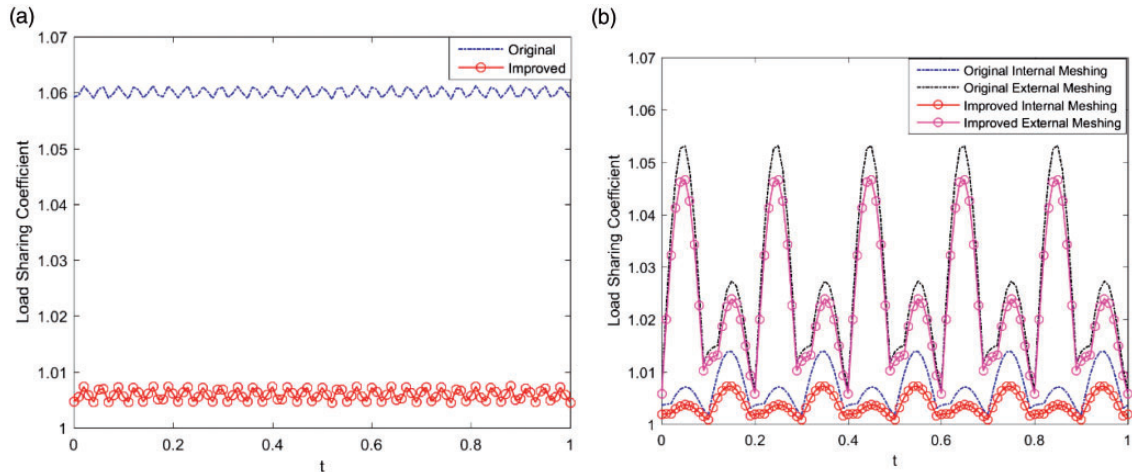 (a)
1.07
1.06
1.05
1.04
1.03
1.02
1.01
1
Load Sharing Coefficient
0
0.2
0.4
0.6
0.8
1
t
Original
Improved
(b)
1.07
1.06
1.05
1.04
1.03
1.02
1.01
1
Load Sharing Coefficient
0
0.2
0.4
0.6
0.8
1
t
Original Internal Meshing
Original External Meshing
Improved Internal Meshing
Improved External Meshing